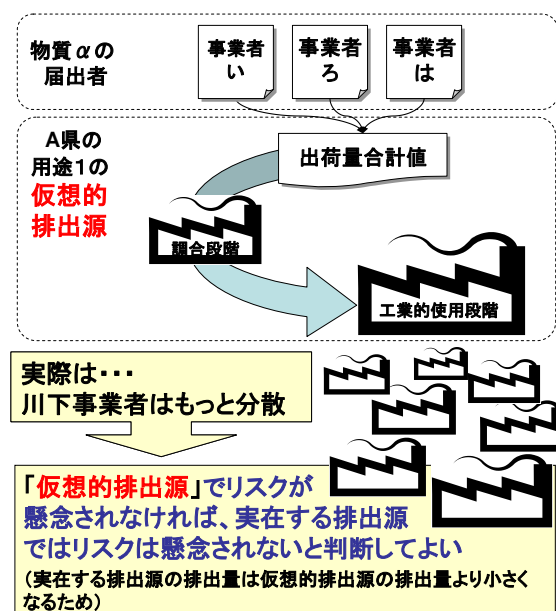 物質αの
届出者
事業者
い
事業者
ろ
事業者
は
A県の
用途1の
仮想的
排出源
出荷量合計値
調合段階
工業的使用段階
実際は・・・
川下事業者はもっと分散
「仮想的排出源」でリスクが
懸念されなければ、実在する排出源
ではリスクは懸念されないと判断してよい
（実在する排出源の排出量は仮想的排出源の排出量より小さく
なるため）